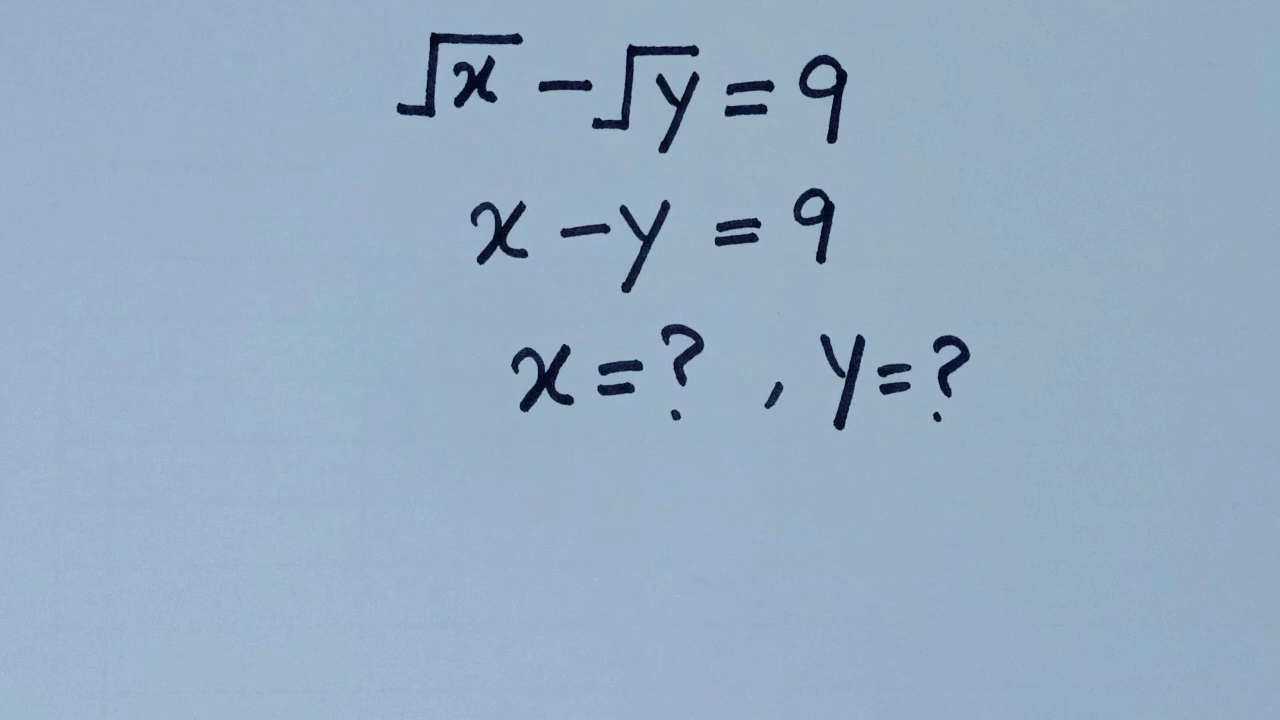 √x - √y = 9
x - y = 9
x = ? , y = ?